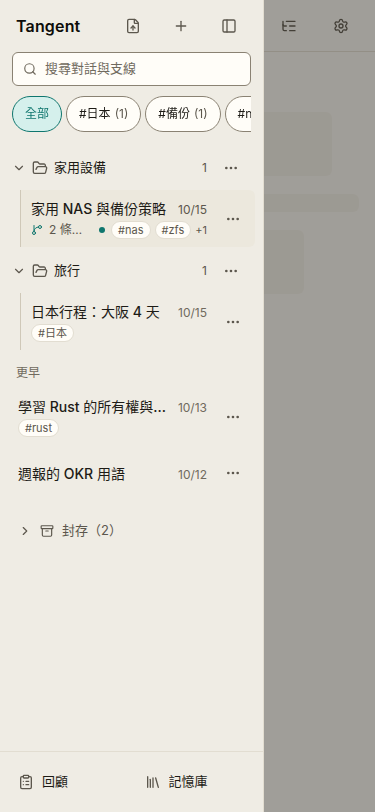 Tangent
搜尋對話與支線
全部 #日本 (1) #備份 (1) #n
家用設備 1
家用 NAS 與備份策略 10/15
2 條… #nas #zfs +1
旅行 1
日本行程：大阪 4 天 10/15
#日本
更早
學習 Rust 的所有權與… 10/13
#rust
週報的 OKR 用語 10/12
封存（2）
回顧 記憶庫